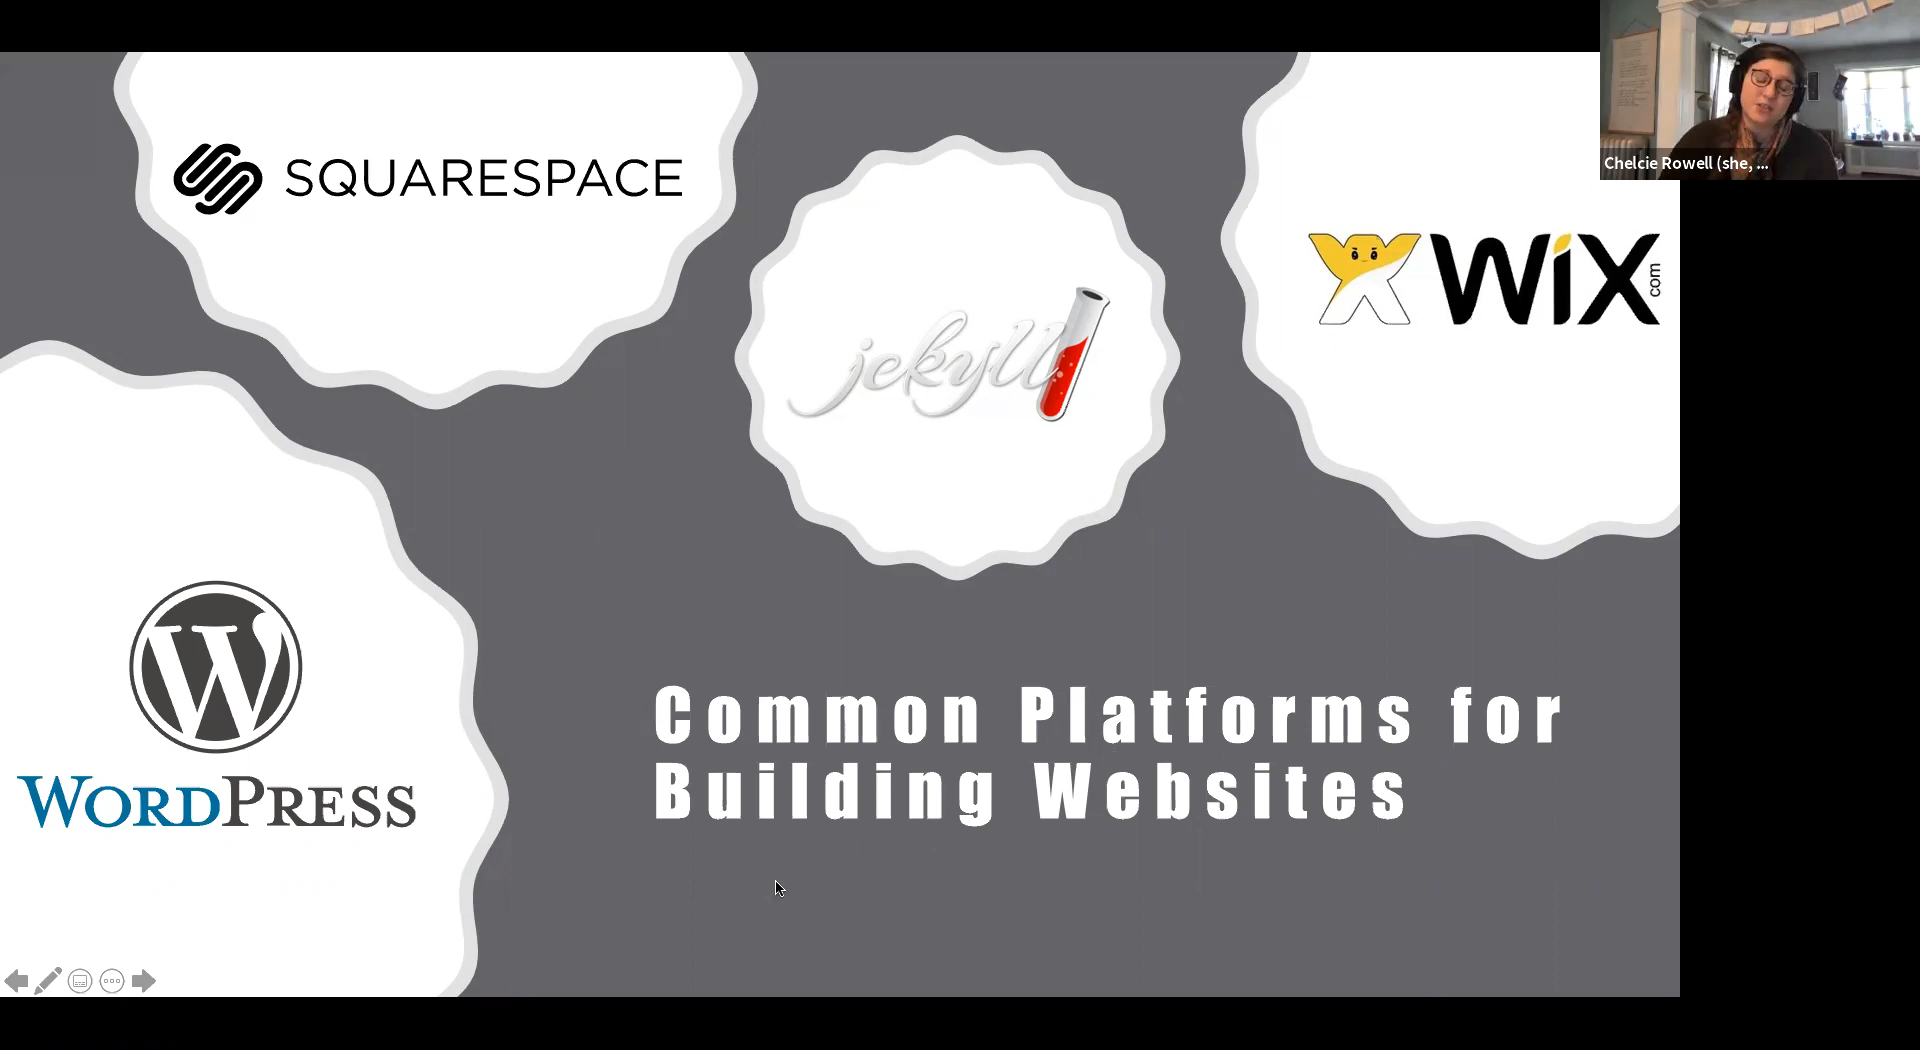 SQUARESPACE
jekyll
WiX
com
Chelcie Rowell (she, ...
WORDPRESS
Common Platforms for
Building Websites